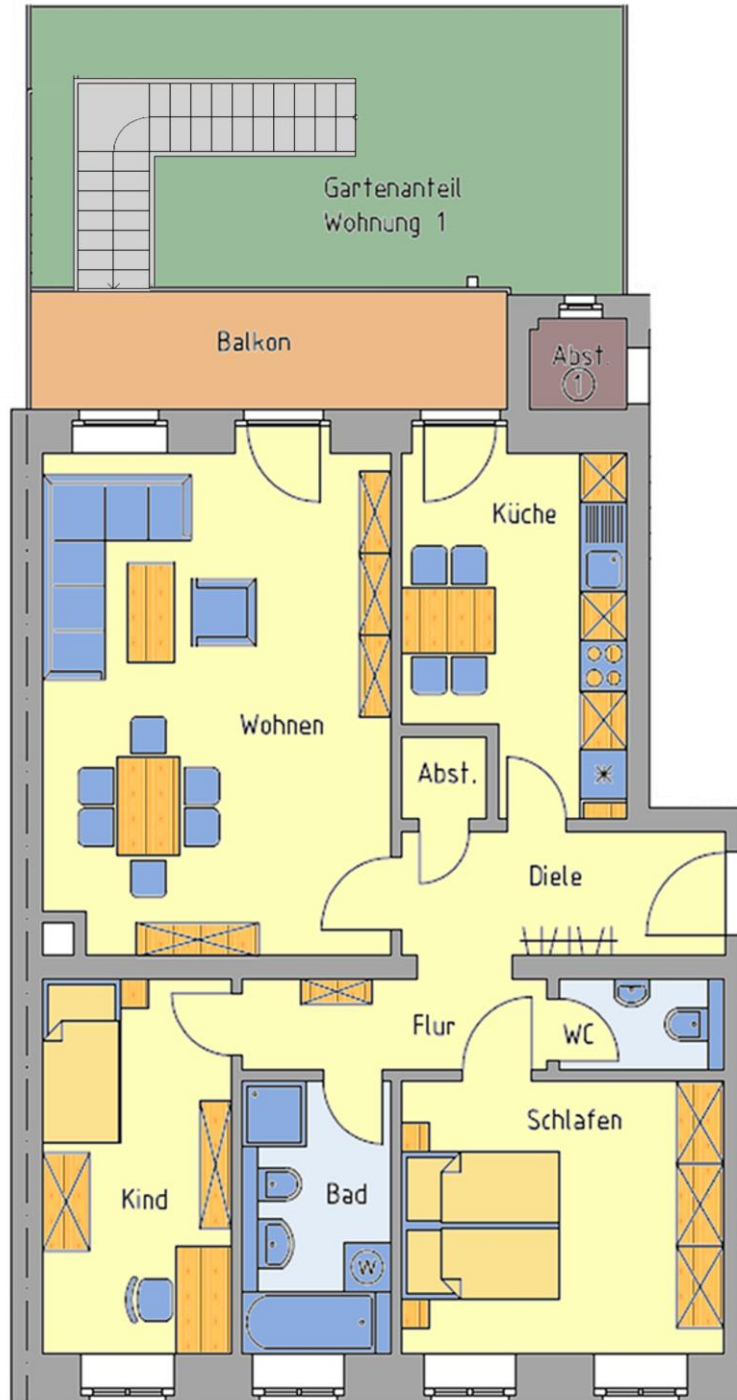 Gartenanteil
Wohnung 1
Balkon
Abst.
1
Küche
Wohnen
Abst.
Diele
Flur
WC
Schlafen
Kind
Bad
W